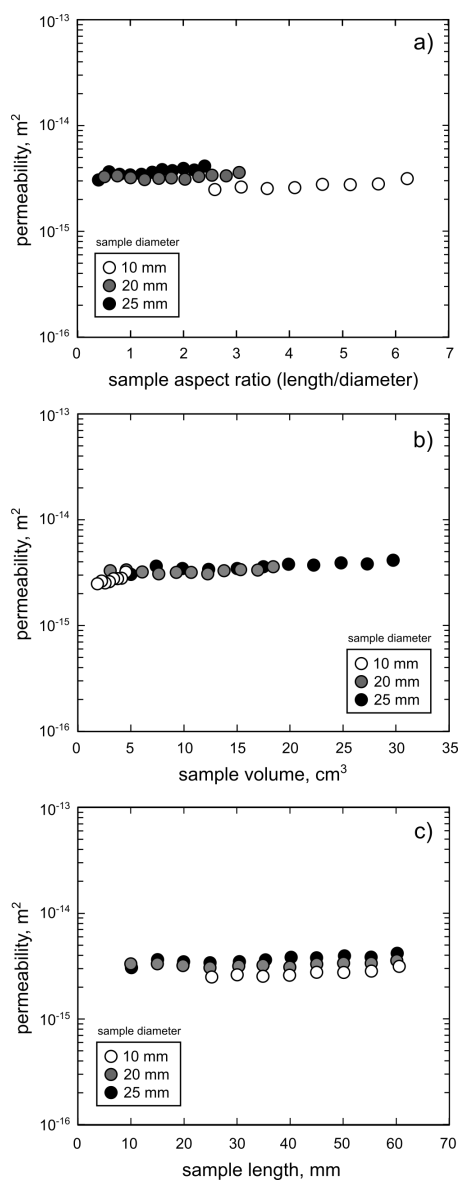 a)
10⁻¹³
10⁻¹⁴
10⁻¹⁵
10⁻¹⁶
permeability, m²
sample diameter
10 mm
20 mm
25 mm
0 1 2 3 4 5 6 7
sample aspect ratio (length/diameter)
b)
10⁻¹³
10⁻¹⁴
10⁻¹⁵
10⁻¹⁶
permeability, m²
sample diameter
10 mm
20 mm
25 mm
0 5 10 15 20 25 30 35
sample volume, cm³
c)
10⁻¹³
10⁻¹⁴
10⁻¹⁵
10⁻¹⁶
permeability, m²
sample diameter
10 mm
20 mm
25 mm
0 10 20 30 40 50 60 70
sample length, mm